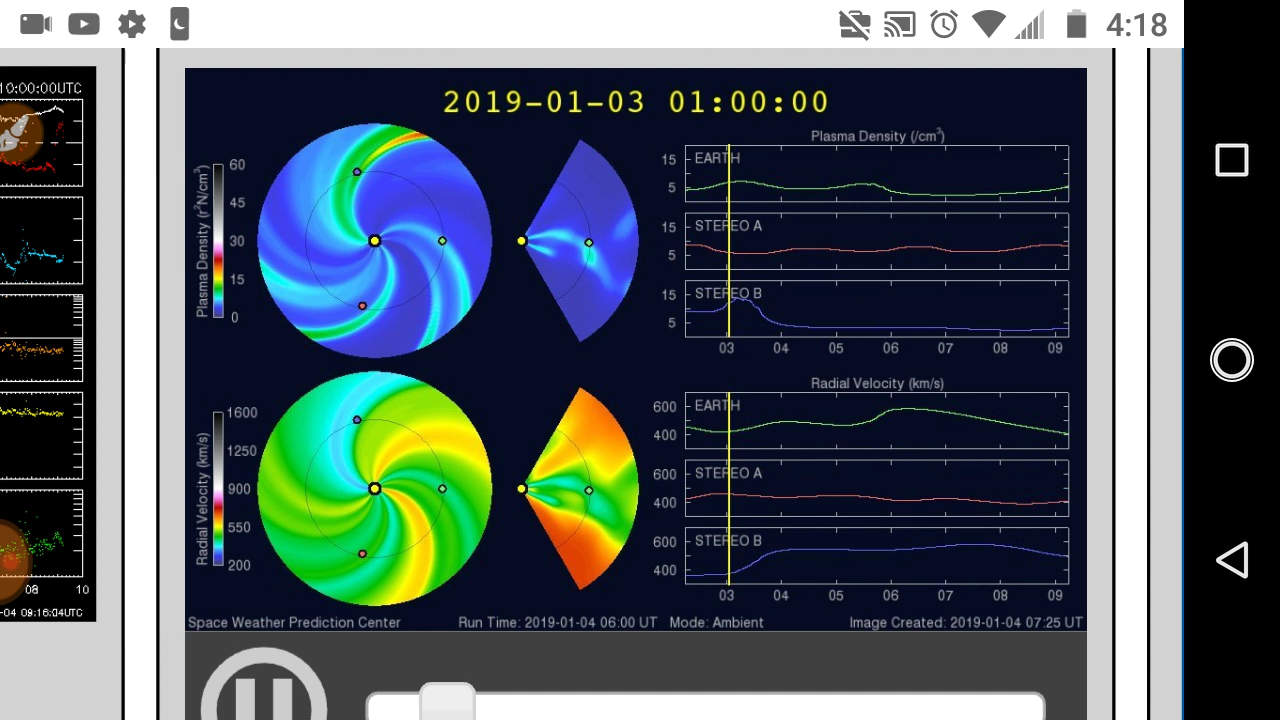 4:18
10:00:00UTC
2019-01-03 01:00:00
Plasma Density (r²N/cm³)
60
45
30
15
0
Plasma Density (/cm³)
EARTH
15
5
STEREO A
15
5
STEREO B
15
5
03 04 05 06 07 08 09
Radial Velocity (km/s)
1600
1250
900
550
200
Radial Velocity (km/s)
EARTH
600
400
STEREO A
600
400
STEREO B
600
400
03 04 05 06 07 08 09
08 10
-04 09:16:04UTC
Space Weather Prediction Center Run Time: 2019-01-04 06:00 UT Mode: Ambient Image Created: 2019-01-04 07:25 UT